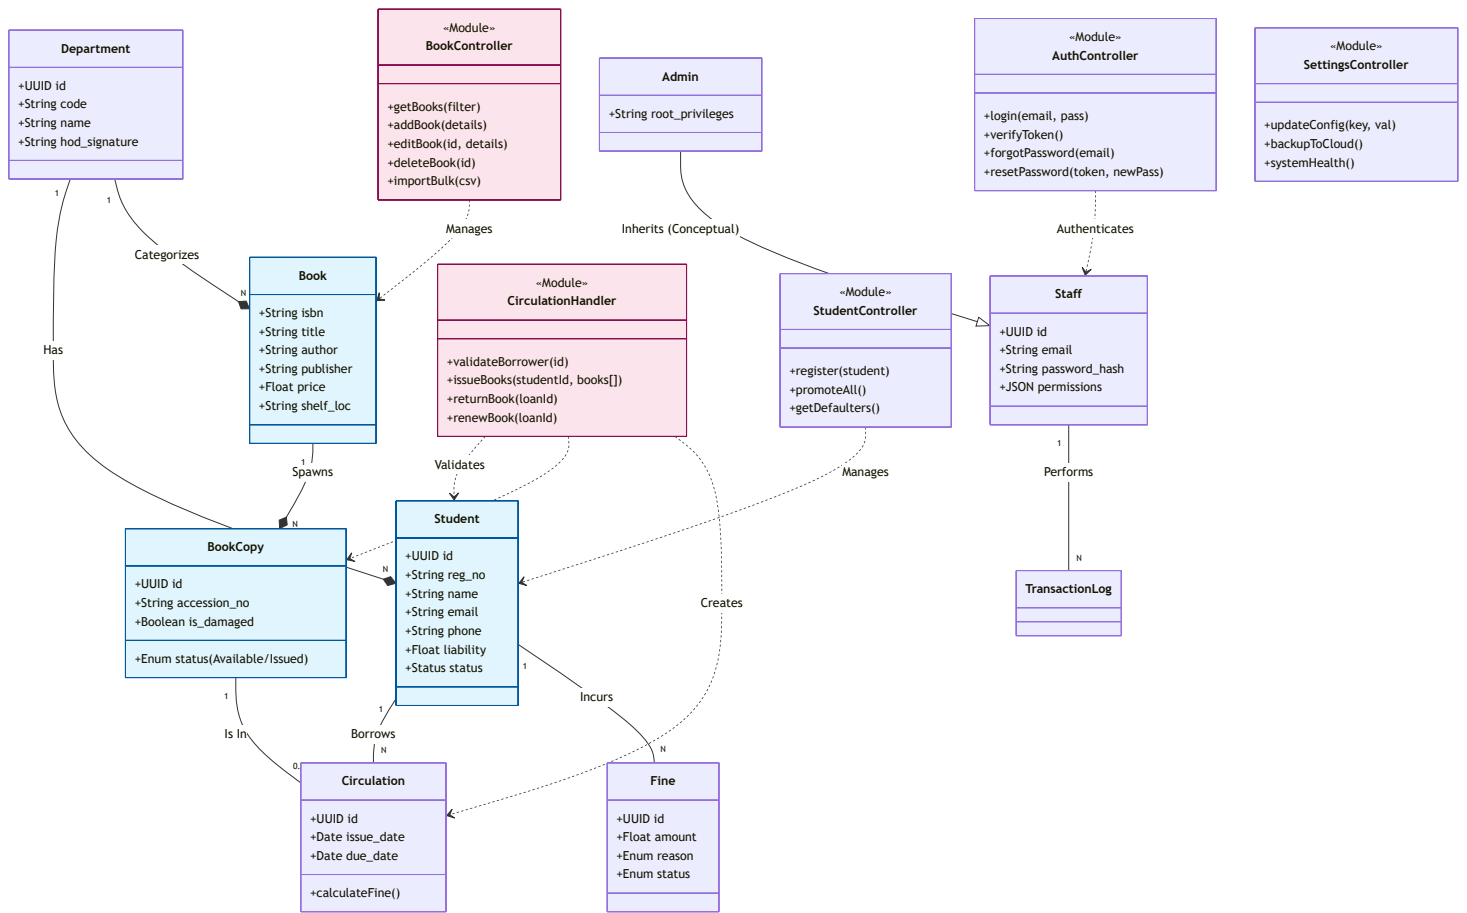 Department
+UUID id
+String code
+String name
+String hod_signature
«Module»
BookController
+getBooks(filter)
+addBook(details)
+editBook(id, details)
+deleteBook(id)
+importBulk(csv)
Admin
+String root_privileges
«Module»
AuthController
+login(email, pass)
+verifyToken()
+forgotPassword(email)
+resetPassword(token, newPass)
«Module»
SettingsController
+updateConfig(key, val)
+backupToCloud()
+systemHealth()
1
1
Categorizes
N
Manages
Inherits (Conceptual)
Authenticates
Has
Book
+String isbn
+String title
+String author
+String publisher
+Float price
+String shelf_loc
«Module»
CirculationHandler
+validateBorrower(id)
+issueBooks(studentId, books[])
+returnBook(loanId)
+renewBook(loanId)
«Module»
StudentController
+register(student)
+promoteAll()
+getDefaulters()
Staff
+UUID id
+String email
+String password_hash
+JSON permissions
1
Spawns
N
Validates
Manages
1
Performs
N
BookCopy
+UUID id
+String accession_no
+Boolean is_damaged
+Enum status(Available/Issued)
N
Student
+UUID id
+String reg_no
+String name
+String email
+String phone
+Float liability
+Status status
Creates
TransactionLog
1
Is In
0.
1
Borrows
N
1
Incurs
N
Circulation
+UUID id
+Date issue_date
+Date due_date
+calculateFine()
Fine
+UUID id
+Float amount
+Enum reason
+Enum status